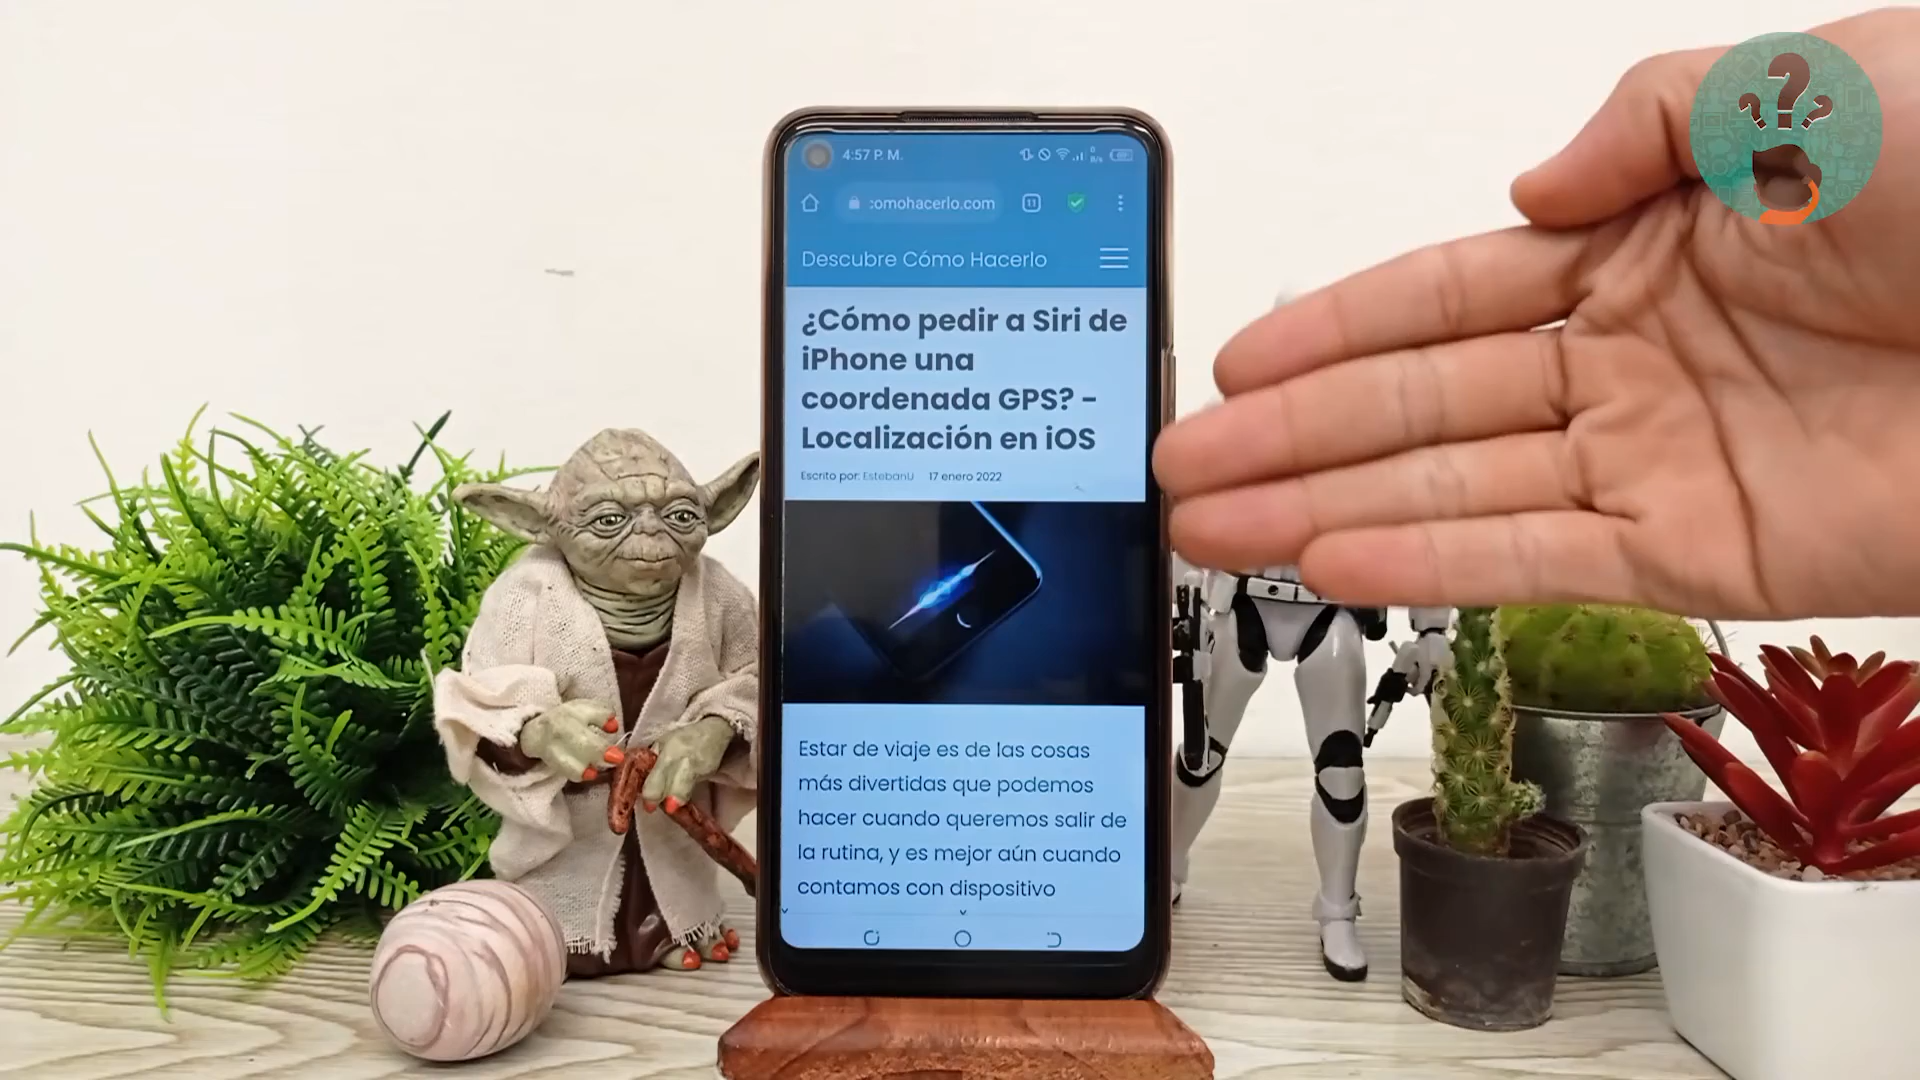 4:57 P. M.
11
:omohacerlo.com
Descubre Cómo Hacerlo
¿Cómo pedir a Siri de
iPhone una
coordenada GPS? -
Localización en iOS
Escrito por: EstebanU 17 enero 2022
Estar de viaje es de las cosas
más divertidas que podemos
hacer cuando queremos salir de
la rutina, y es mejor aún cuando
contamos con dispositivo
???